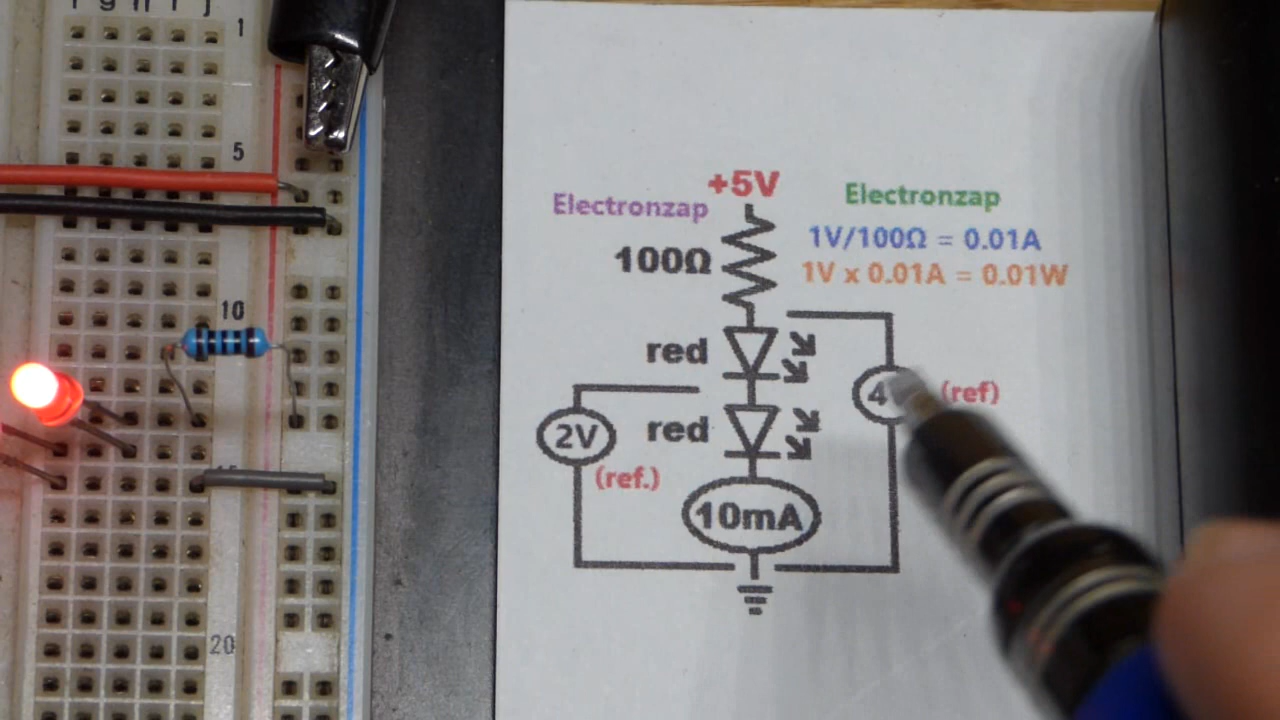 f g h i j
1
5
10
20
+5V
Electronzap
Electronzap
100Ω
1V/100Ω = 0.01A
1V x 0.01A = 0.01W
red
4
(ref)
2V
red
(ref.)
10mA